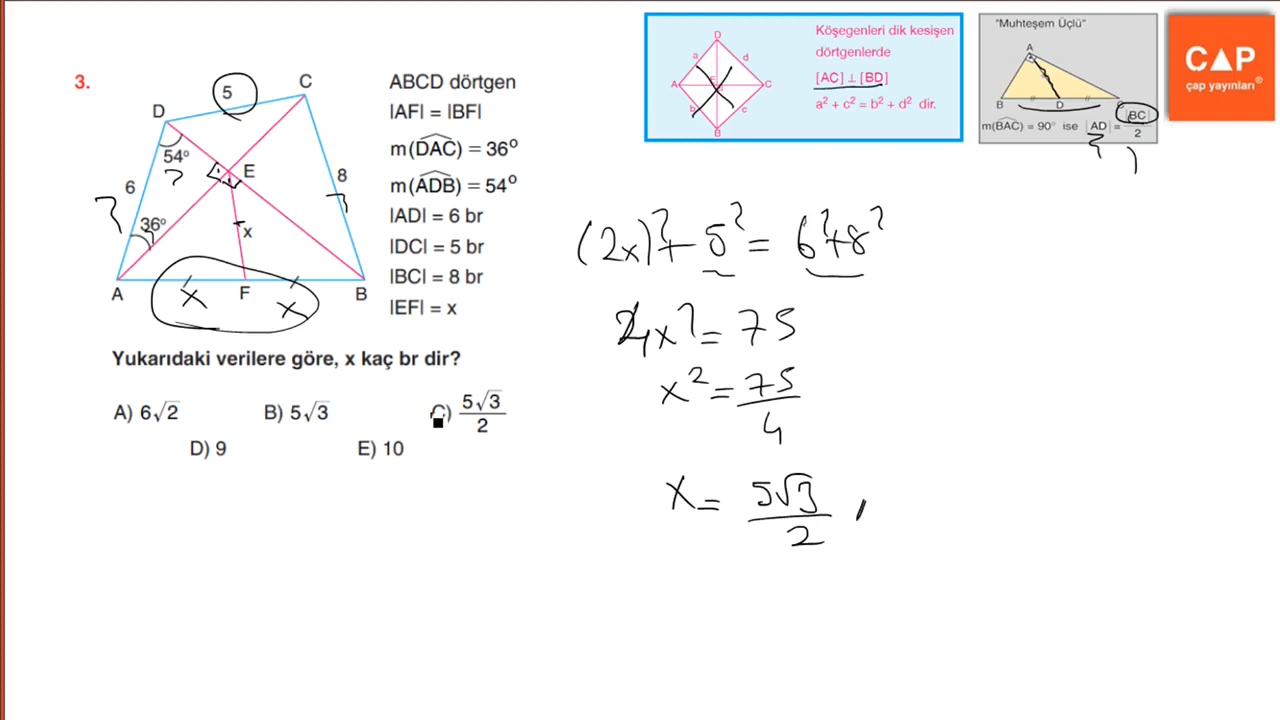 3.
5
C
D
54°
?
E
6
8
?
?
36°
x
A
F
B
x
x
ABCD dörtgen
|AF| = |BF|
m(DAC) = 36°
m(ADB) = 54°
|AD| = 6 br
|DC| = 5 br
|BC| = 8 br
|EF| = x
Yukarıdaki verilere göre, x kaç br dir?
A) 6√2 B) 5√3 C) 5√3/2
D) 9 E) 10
D
a
d
A
C
b
c
B
Köşegenleri dik kesişen
dörtgenlerde
[AC] ⊥ [BD]
a² + c² = b² + d² dir.
"Muhteşem Üçlü"
A
B
D
C
m(BAC) = 90° ise |AD| = |BC|/2
ÇAP
çap yayınları
(2x)² + 5² = 6² + 8²
4x² = 75
x² = 75/4
x = 5√3/2